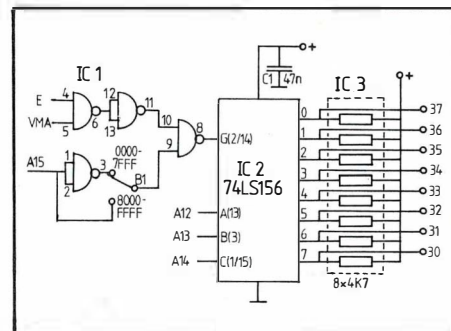 IC 1
E
4
VMA
5
6
12
13
11
10
9
8
A15
1
2
3
0000-
7FFF
B1
8000-
FFFF
+
C1
47n
G(2/14)
IC 2
74LS156
A12
A(13)
A13
B(3)
A14
C(1/15)
0
1
2
3
4
5
6
7
IC 3
+
37
36
35
34
33
32
31
30
8×4K7